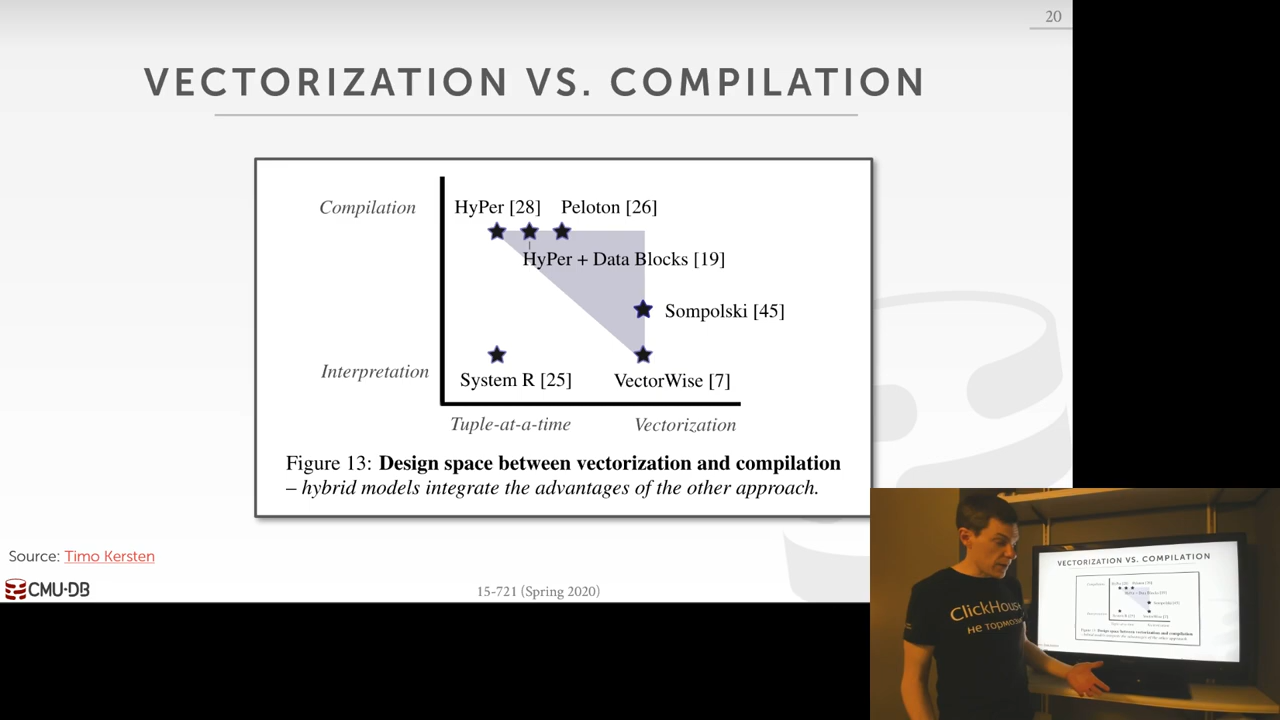 20
VECTORIZATION VS. COMPILATION
Compilation
HyPer [28]
Peloton [26]
HyPer + Data Blocks [19]
Sompolski [45]
Interpretation
System R [25]
VectorWise [7]
Tuple-at-a-time
Vectorization
Figure 13: Design space between vectorization and compilation
– hybrid models integrate the advantages of the other approach.
Source: Timo Kersten
CMU·DB
15-721 (Spring 2020)
ClickHouse
не тормозит
VECTORIZATION VS. COMPILATION